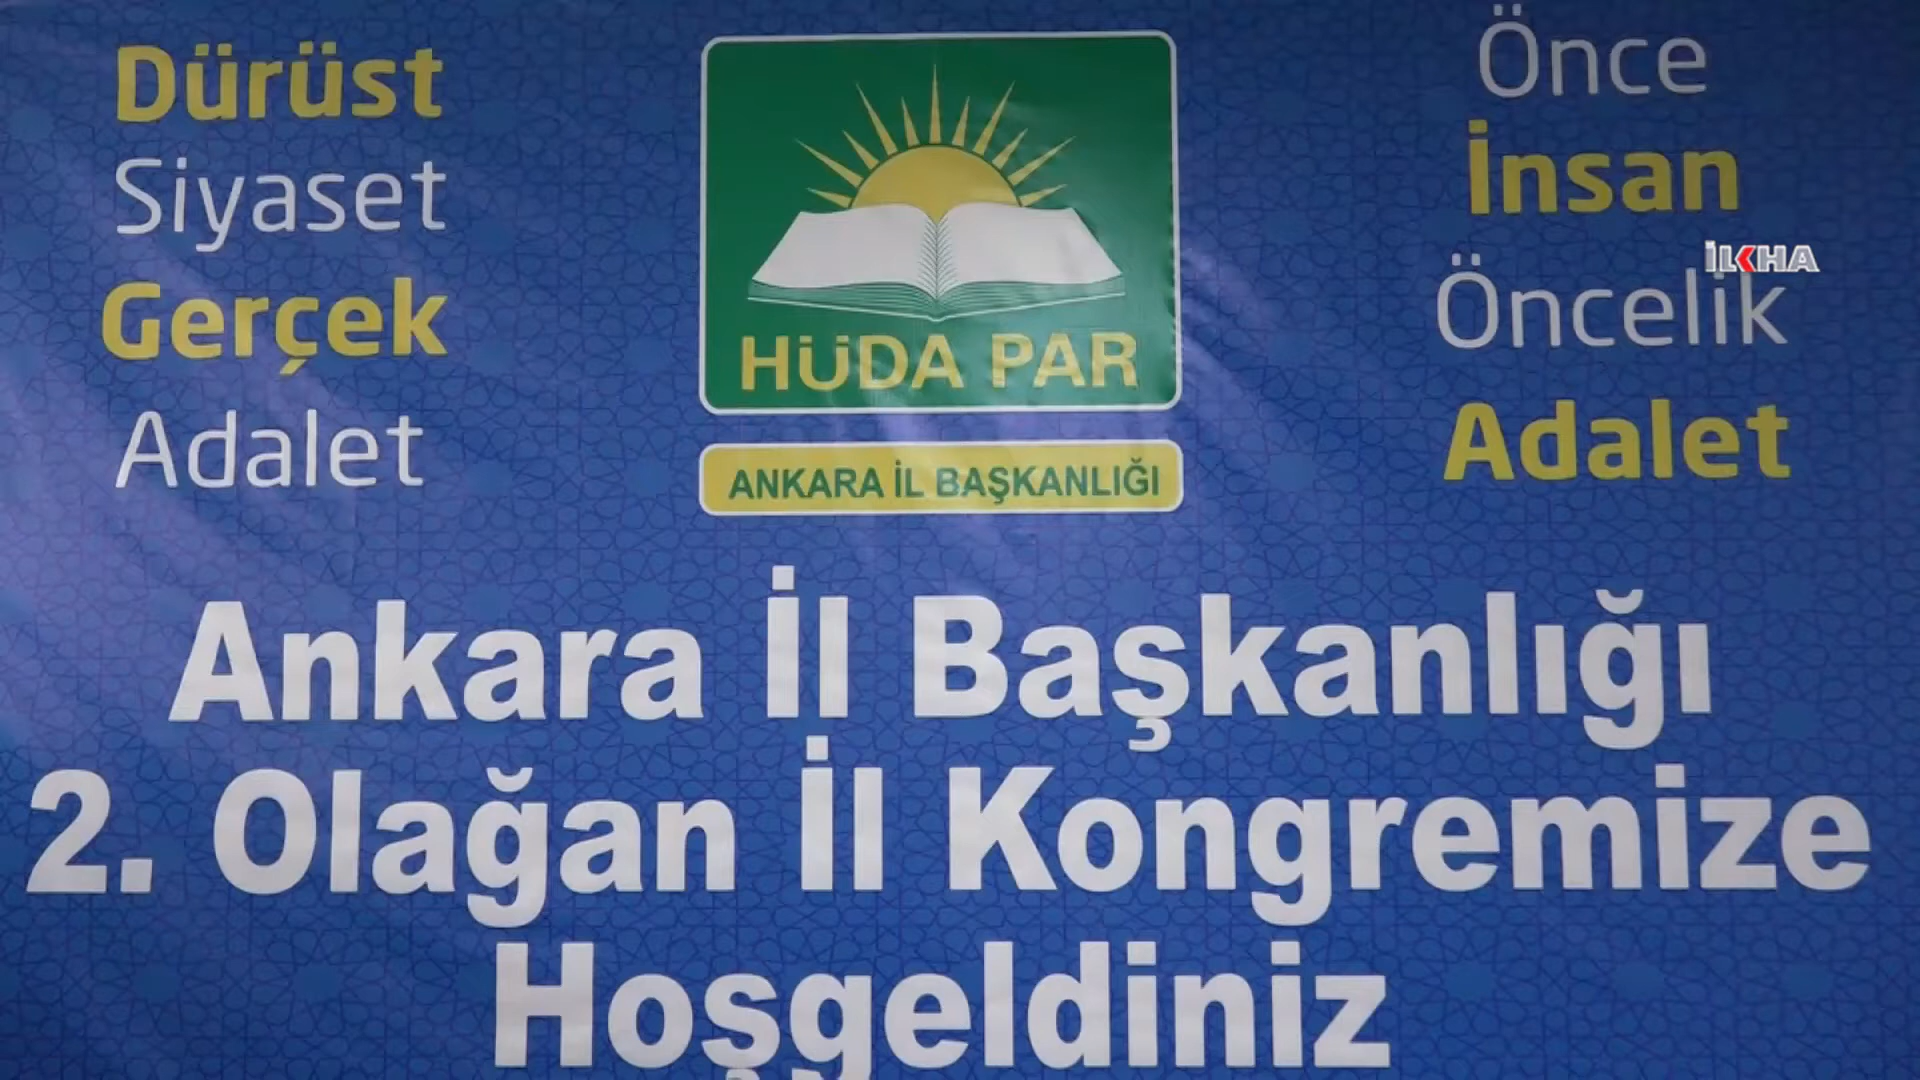 Dürüst
Siyaset
Gerçek
Adalet
HÜDA PAR
ANKARA İL BAŞKANLIĞI
Önce
İnsan
Öncelik
Adalet
İLKHA
Ankara İl Başkanlığı
2. Olağan İl Kongremize
Hoşgeldiniz